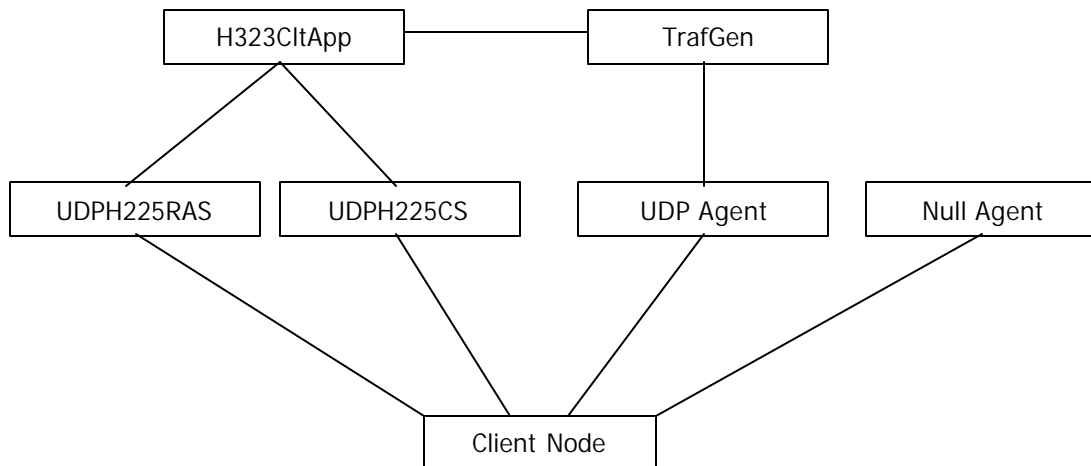 H323CltApp
TrafGen
UDPH225RAS
UDPH225CS
UDP Agent
Null Agent
Client Node